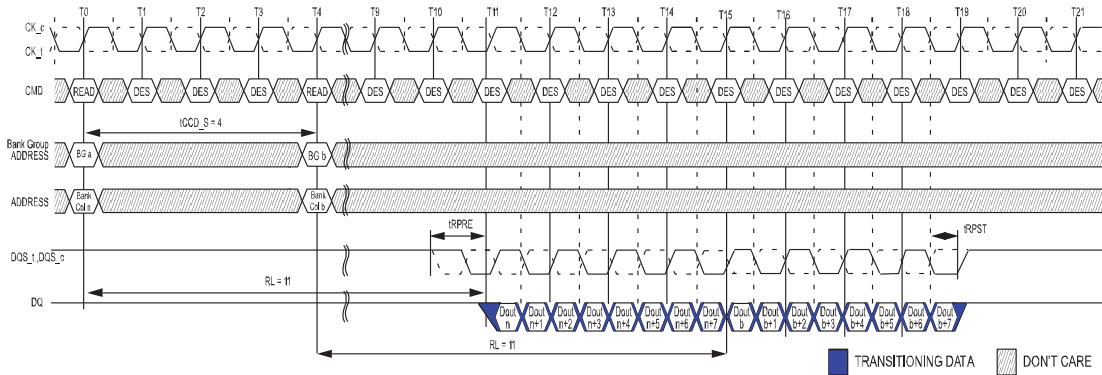 T0 T1 T2 T3 T4 T9 T10 T11 T12 T13 T14 T15 T16 T17 T18 T19 T20 T21
CK_c
CK_t
CMD READ DES DES DES READ DES DES DES DES DES DES DES DES DES DES DES DES DES
tCCD_S = 4
Bank Group
ADDRESS BG a BG b
ADDRESS Bank Col n Bank Col b
tRPRE tRPST
DQS_t,DQS_c
RL = 11
DQ Dout n Dout n+1 Dout n+2 Dout n+3 Dout n+4 Dout n+5 Dout n+6 Dout n+7 Dout b Dout b+1 Dout b+2 Dout b+3 Dout b+4 Dout b+5 Dout b+6 Dout b+7
RL = 11
TRANSITIONING DATA DON'T CARE